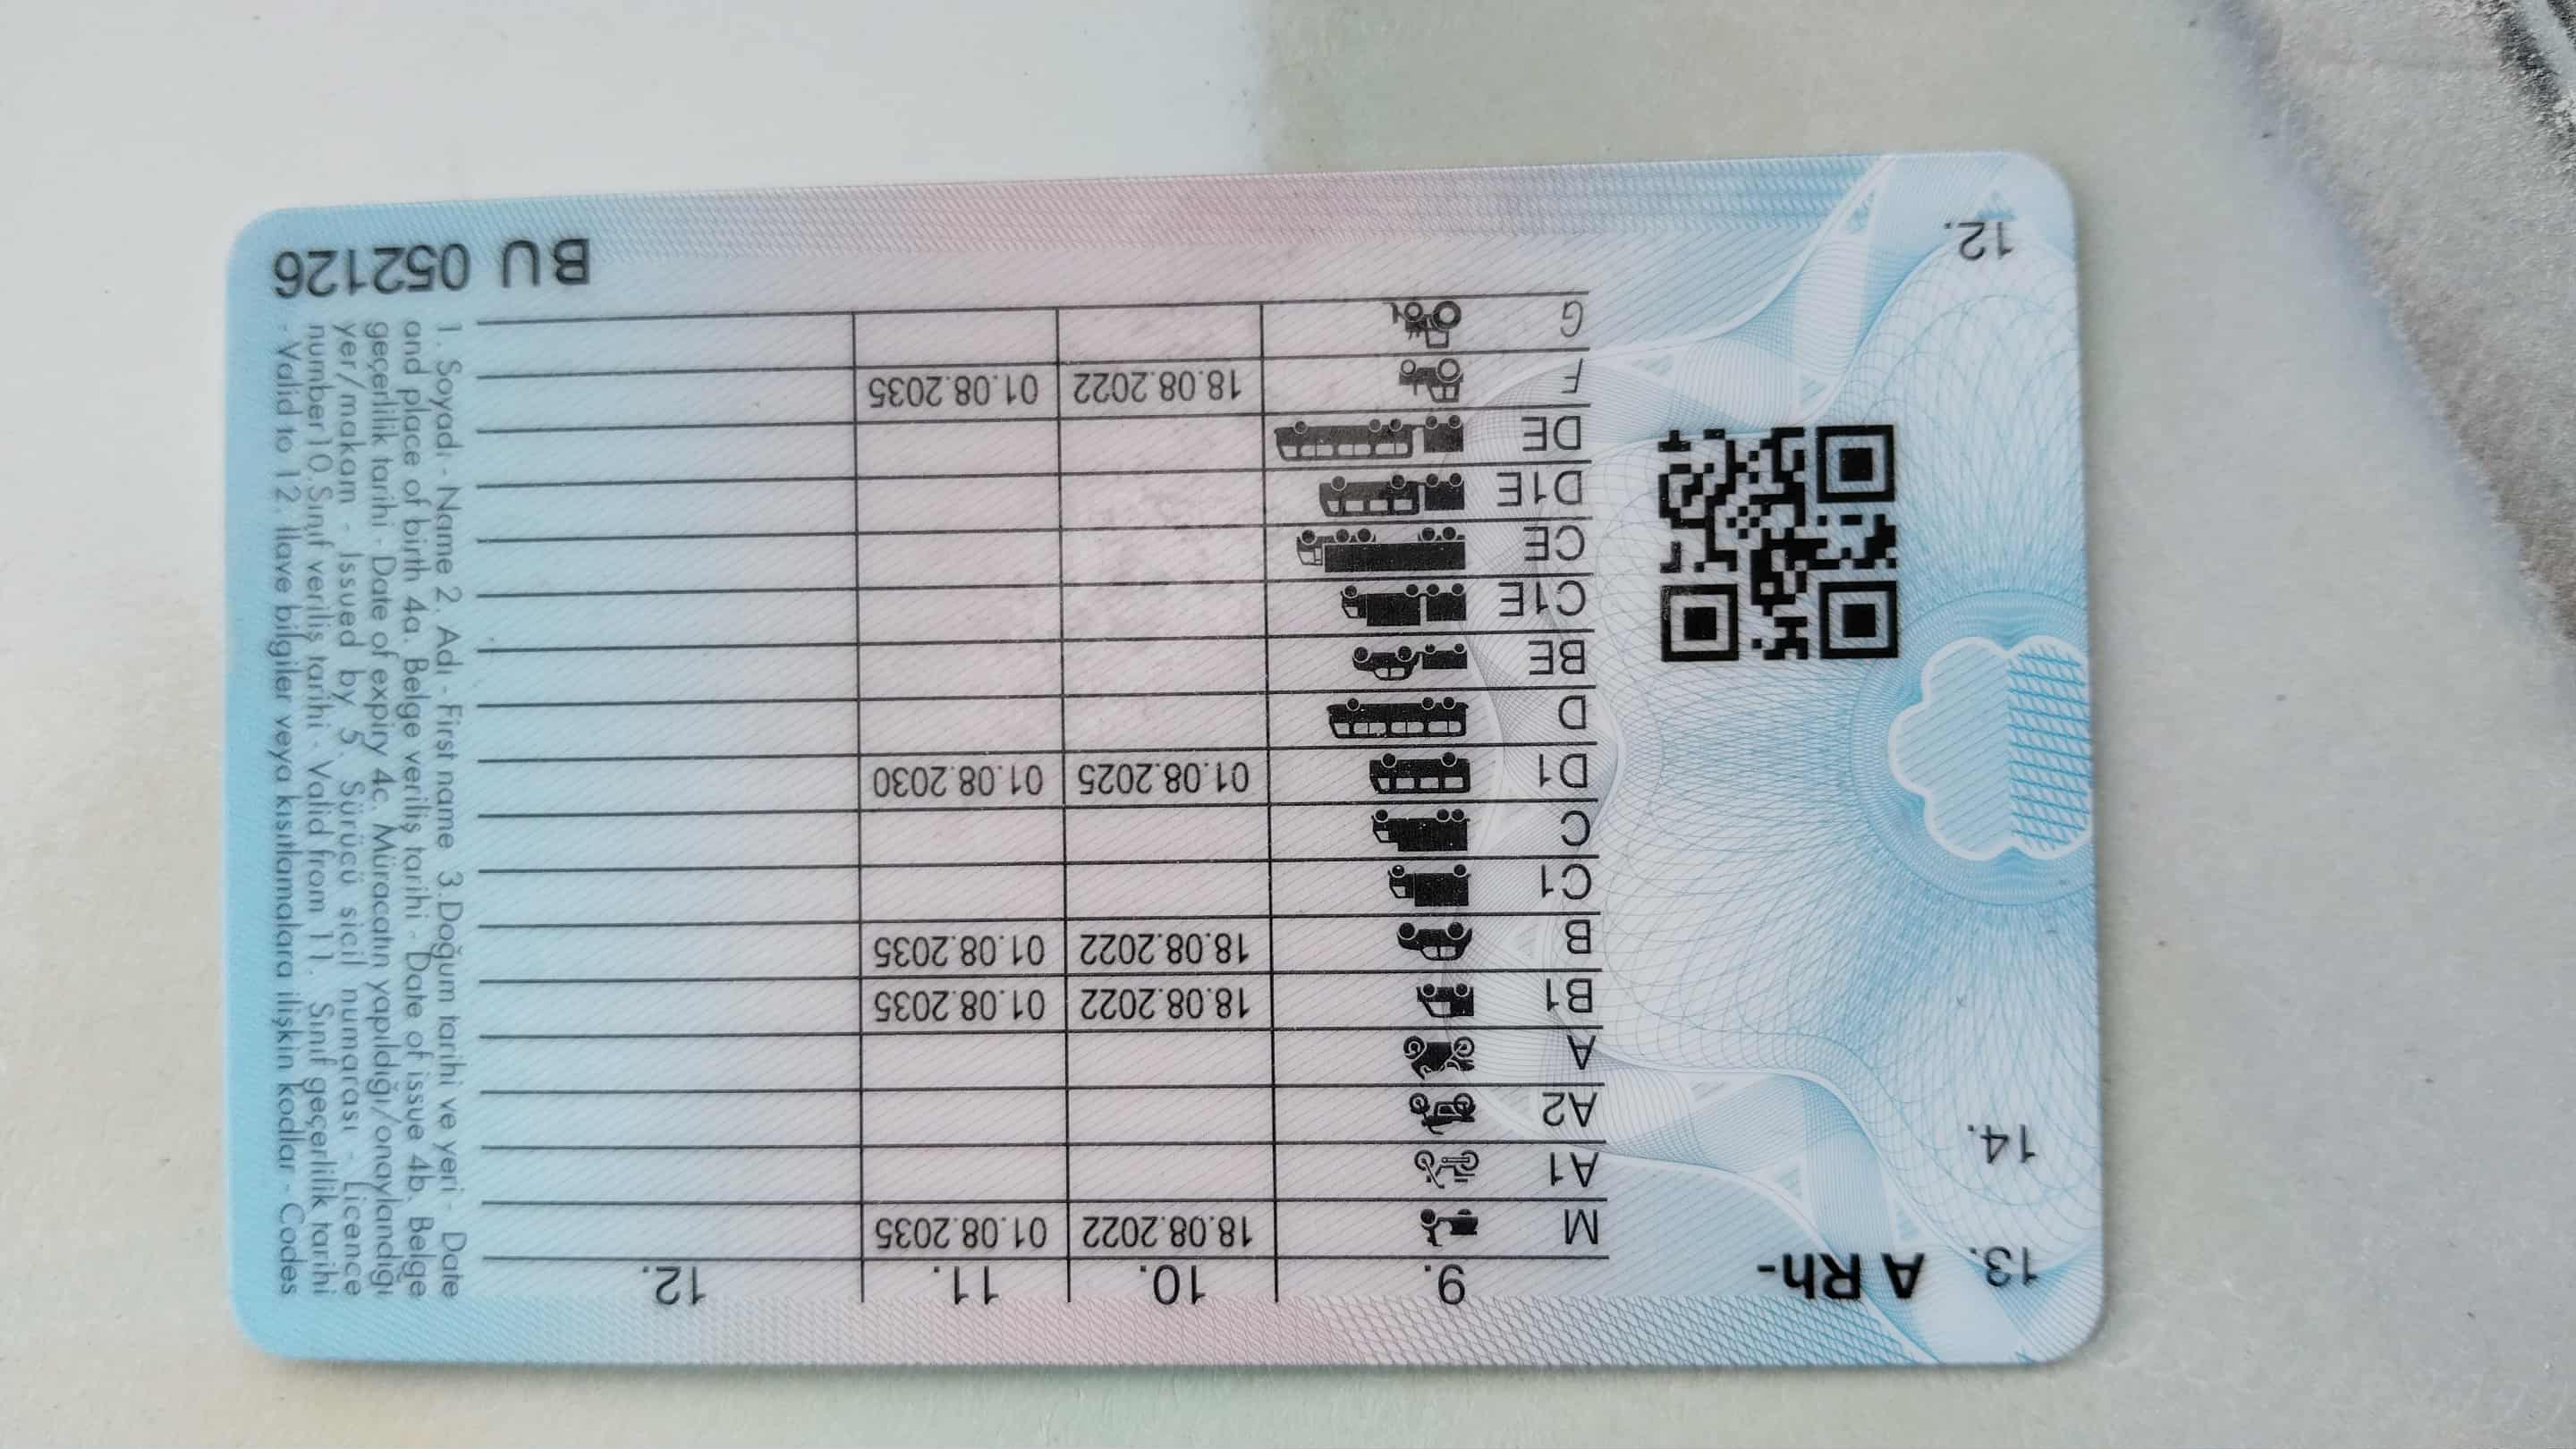 13. A Rh-
14.
12.
9. 10. 11. 12.
M 18.08.2022 01.08.2035
A1
A2
A
B1 18.08.2022 01.08.2035
B 18.08.2022 01.08.2035
C1
C
D1 01.08.2025 01.08.2030
D
BE
C1E
CE
D1E
DE
F 18.08.2022 01.08.2035
G
1. Soyadı - Name 2. Adı - First name 3.Doğum tarihi ve yeri - Date
and place of birth 4a. Belge veriliş tarihi - Date of issue 4b. Belge
geçerlilik tarihi - Date of expiry 4c. Müracatın yapıldığı/onaylandığı
yer/makam - Issued by 5. Sürücü sicil numarası - Licence
number10.Sınıf veriliş tarihi - Valid from 11. Sınıf geçerlilik tarihi
- Valid to 12. İlave bilgiler veya kısıtlamalara ilişkin kodlar - Codes
BU 052126